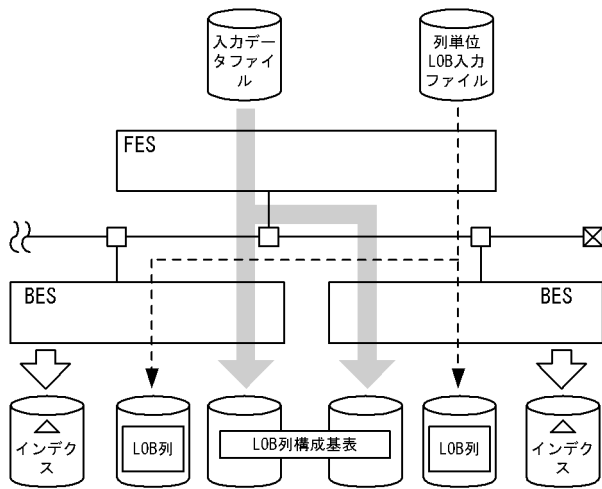 入力デー
タファイ
ル
列単位
LOB入力
ファイル
FES
BES
BES
インデク
ス
LOB列
LOB列構成基表
LOB列
インデク
ス